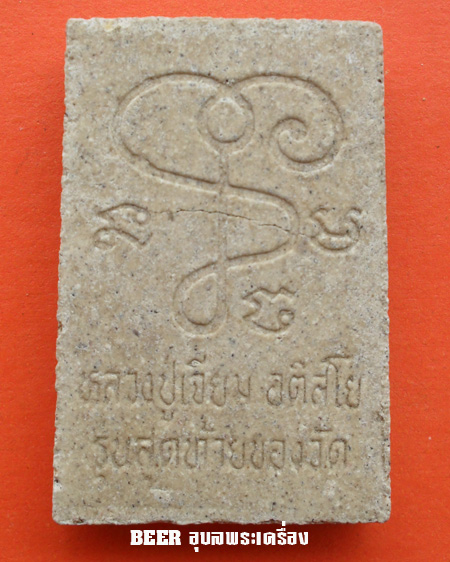 หลวงปู่เจียม อติสโย
รุ่นสุดท้ายของวัด
BEER อุบลพระเครื่อง